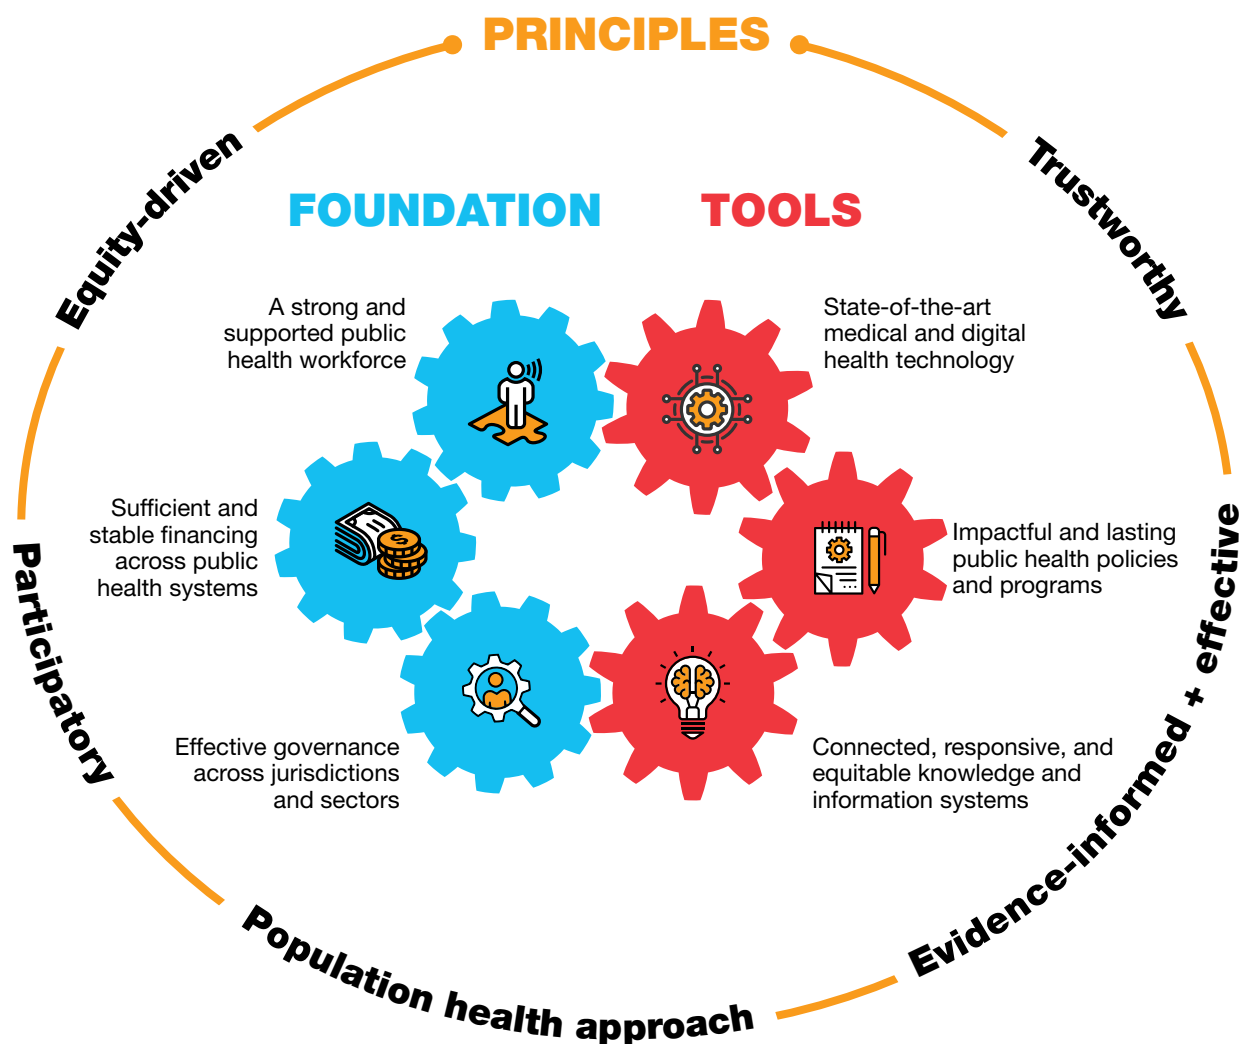 PRINCIPLES
Equity-driven
Trustworthy
FOUNDATION
TOOLS
A strong and
supported public
health workforce
State-of-the-art
medical and digital
health technology
Sufficient and
stable financing
across public
health systems
$
Impactful and lasting
public health policies
and programs
Effective governance
across jurisdictions
and sectors
Connected, responsive, and
equitable knowledge and
information systems
Participatory
Evidence-informed + effective
Population health approach